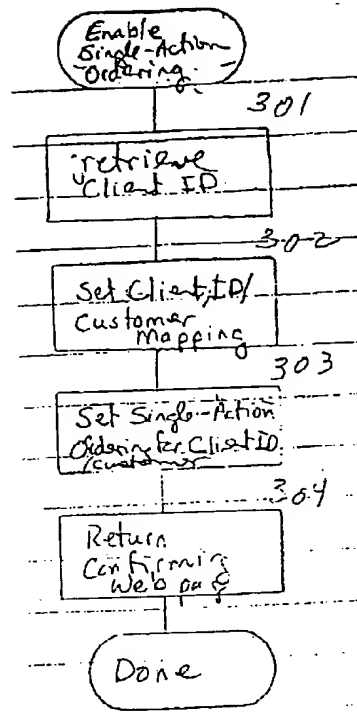 Enable
Single-Action
Ordering
301
retrieve
Client ID
302
Set Client ID/
Customer
Mapping
303
Set Single-Action
Ordering for Client ID
/customer
304
Return
Confirming
Web page
Done